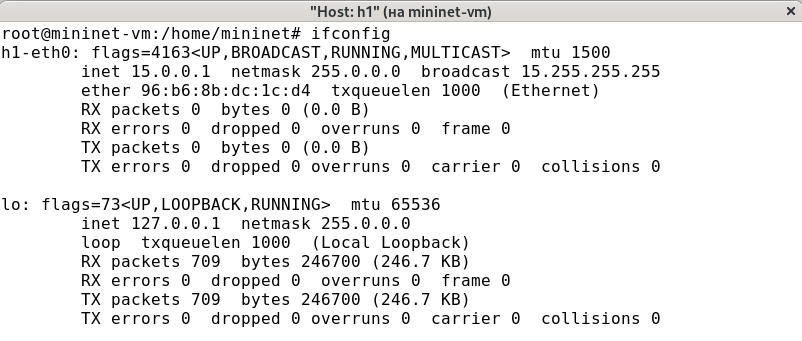 "Host: h1" (на mininet-vm)
root@mininet-vm:/home/mininet# ifconfig
h1-eth0: flags=4163<UP,BROADCAST,RUNNING,MULTICAST>  mtu 1500
        inet 15.0.0.1  netmask 255.0.0.0  broadcast 15.255.255.255
        ether 96:b6:8b:dc:1c:d4  txqueuelen 1000  (Ethernet)
        RX packets 0  bytes 0 (0.0 B)
        RX errors 0  dropped 0  overruns 0  frame 0
        TX packets 0  bytes 0 (0.0 B)
        TX errors 0  dropped 0 overruns 0  carrier 0  collisions 0

lo: flags=73<UP,LOOPBACK,RUNNING>  mtu 65536
        inet 127.0.0.1  netmask 255.0.0.0
        loop  txqueuelen 1000  (Local Loopback)
        RX packets 709  bytes 246700 (246.7 KB)
        RX errors 0  dropped 0  overruns 0  frame 0
        TX packets 709  bytes 246700 (246.7 KB)
        TX errors 0  dropped 0 overruns 0  carrier 0  collisions 0